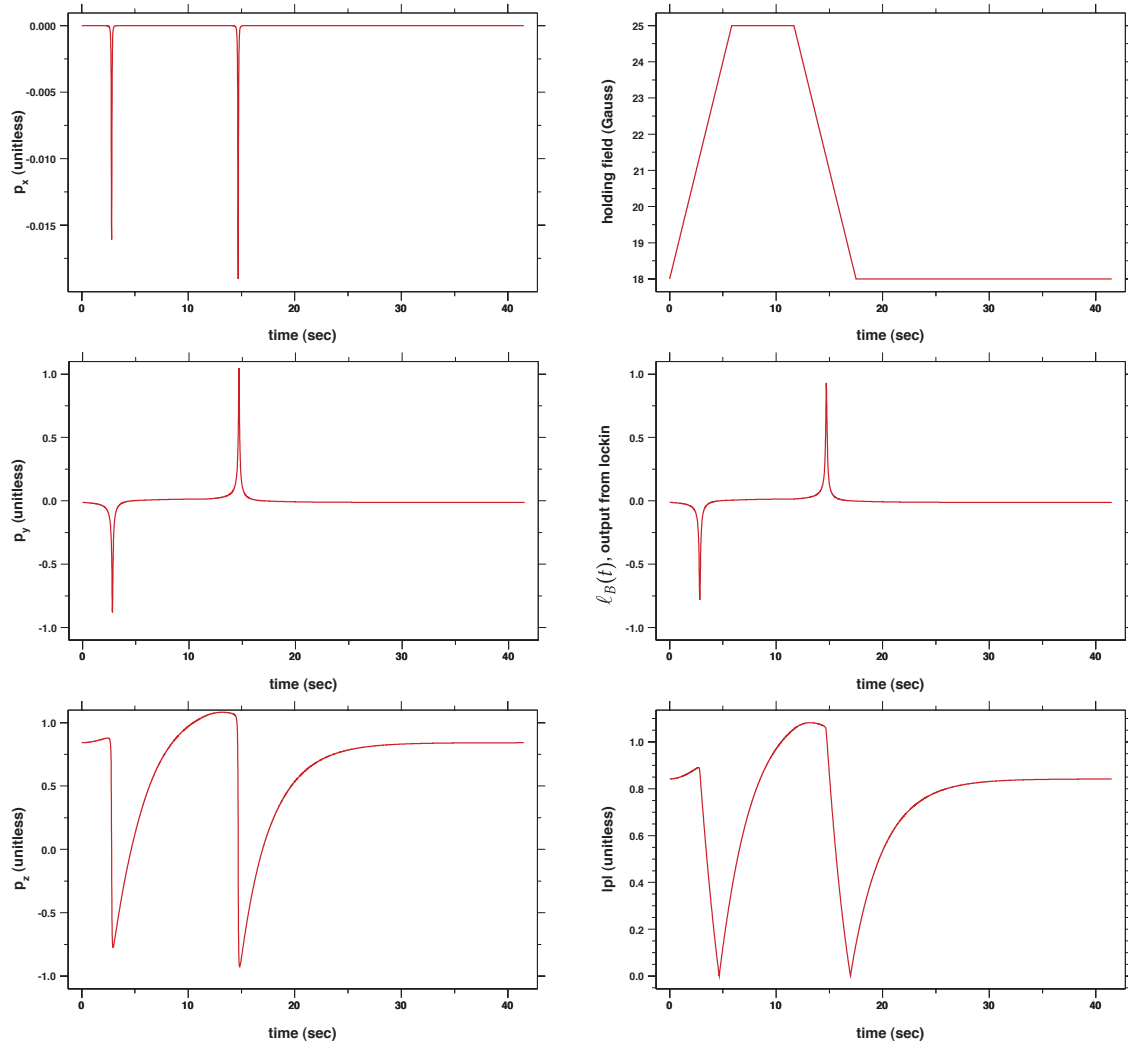 0.000
-0.005
-0.010
-0.015
p_x (unitless)
0 10 20 30 40
time (sec)
25
24
23
22
21
20
19
18
holding field (Gauss)
0 10 20 30 40
time (sec)
1.0
0.5
0.0
-0.5
-1.0
p_y (unitless)
0 10 20 30 40
time (sec)
1.0
0.5
0.0
-0.5
-1.0
ℓ_B(t), output from lockin
0 10 20 30 40
time (sec)
1.0
0.5
0.0
-0.5
-1.0
p_z (unitless)
0 10 20 30 40
time (sec)
1.0
0.8
0.6
0.4
0.2
0.0
|p| (unitless)
0 10 20 30 40
time (sec)